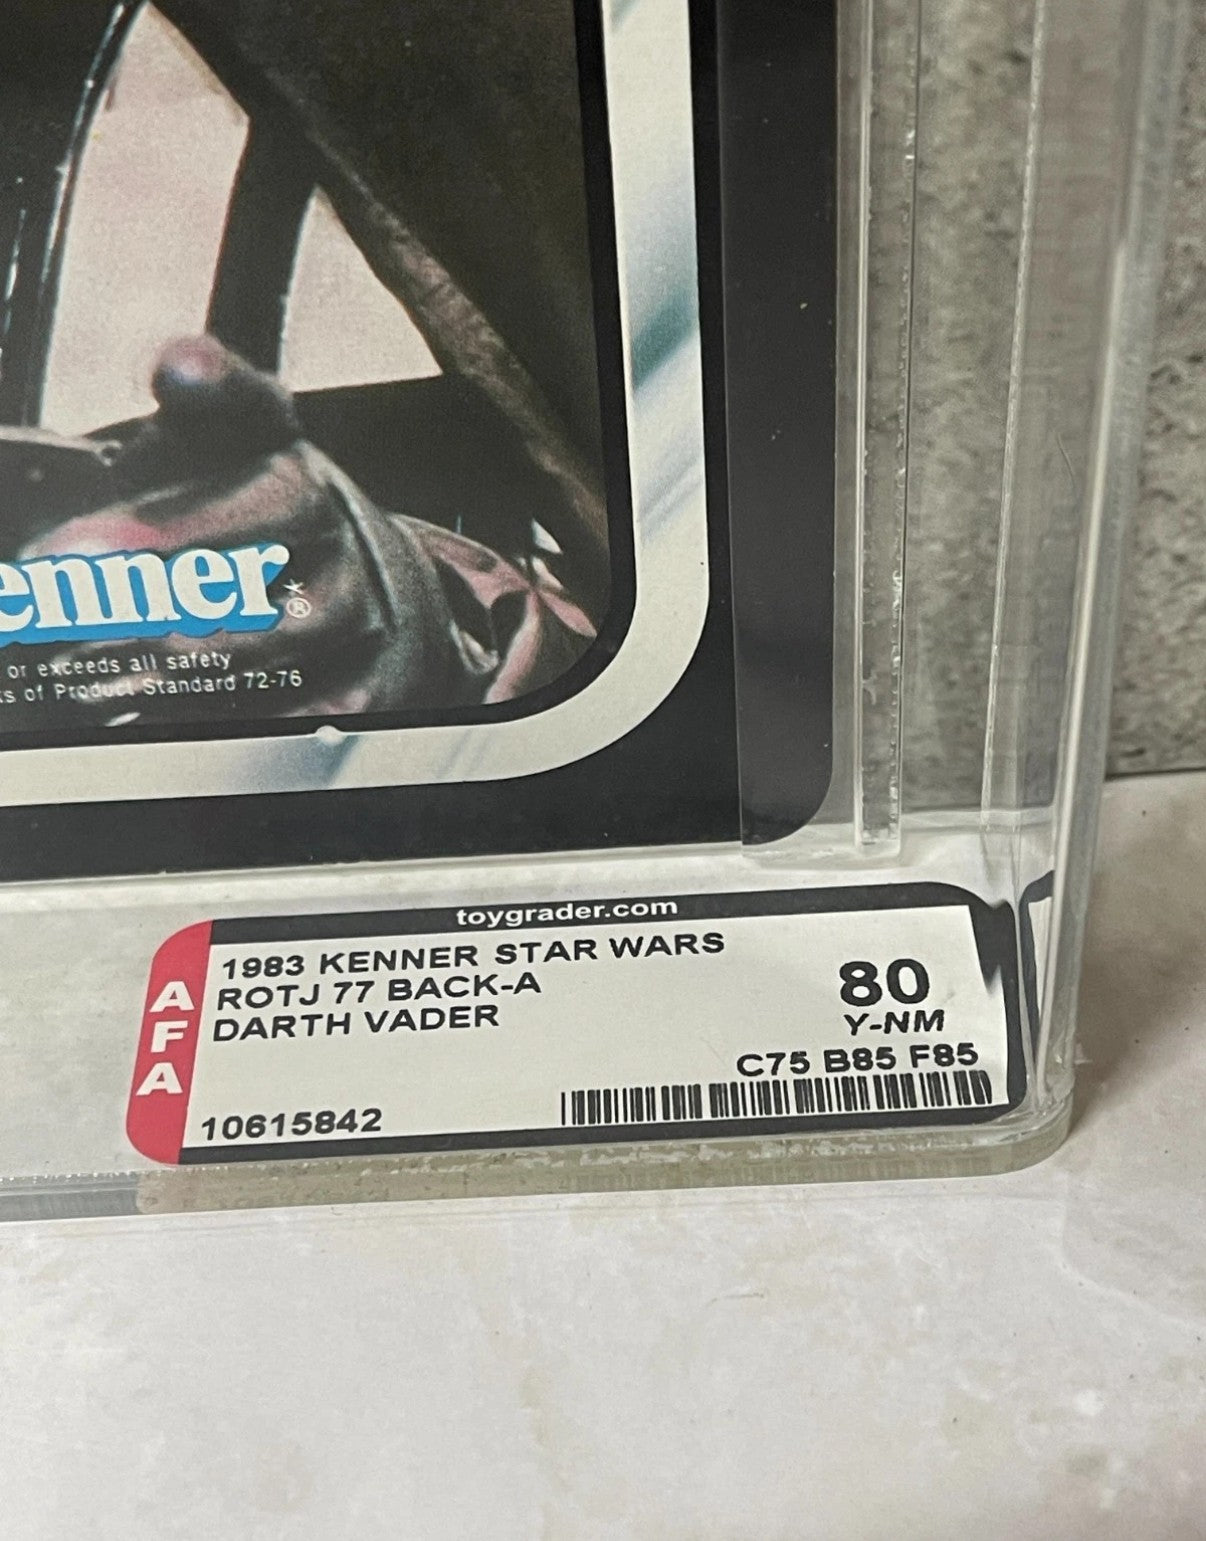 enner®
or exceeds all safety
s of Product Standard 72-76
toygrader.com
AFA
1983 KENNER STAR WARS
ROTJ 77 BACK-A
DARTH VADER
80
Y-NM
C75 B85 F85
10615842